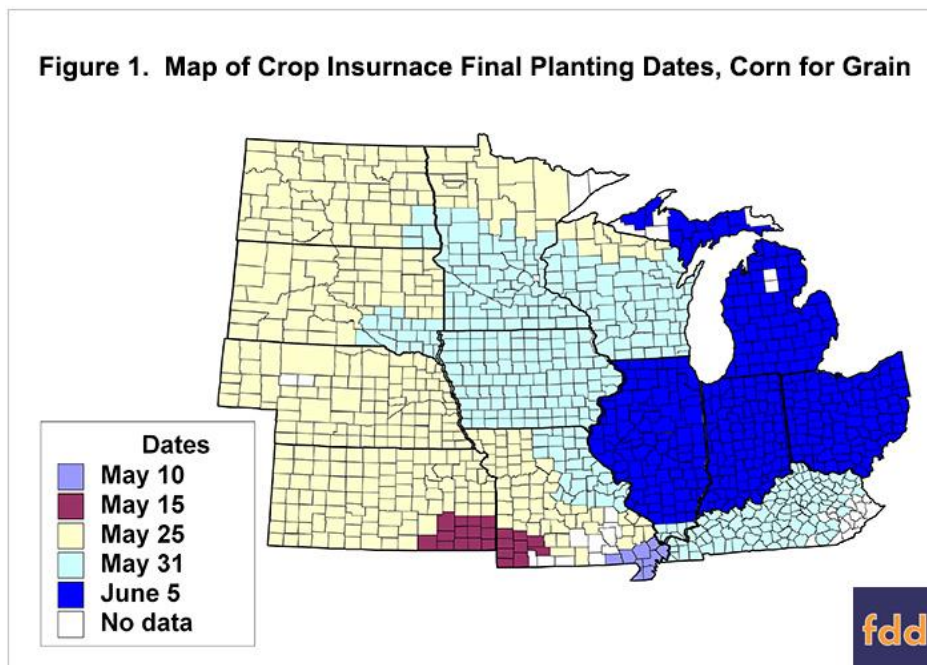 Figure 1.  Map of Crop Insurnace Final Planting Dates, Corn for Grain
Dates
May 10
May 15
May 25
May 31
June 5
No data
fdd